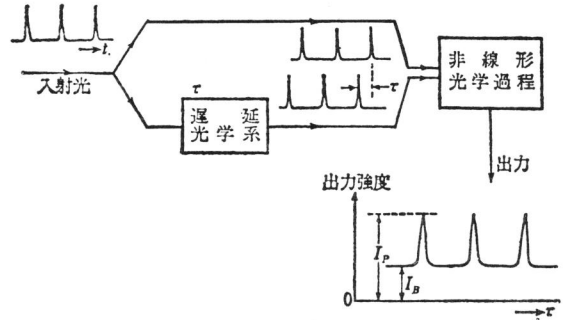 t.
入射光
τ
遅延
光学系
τ
非線形
光学過程
出力
出力強度
I_P
I_B
0
τ